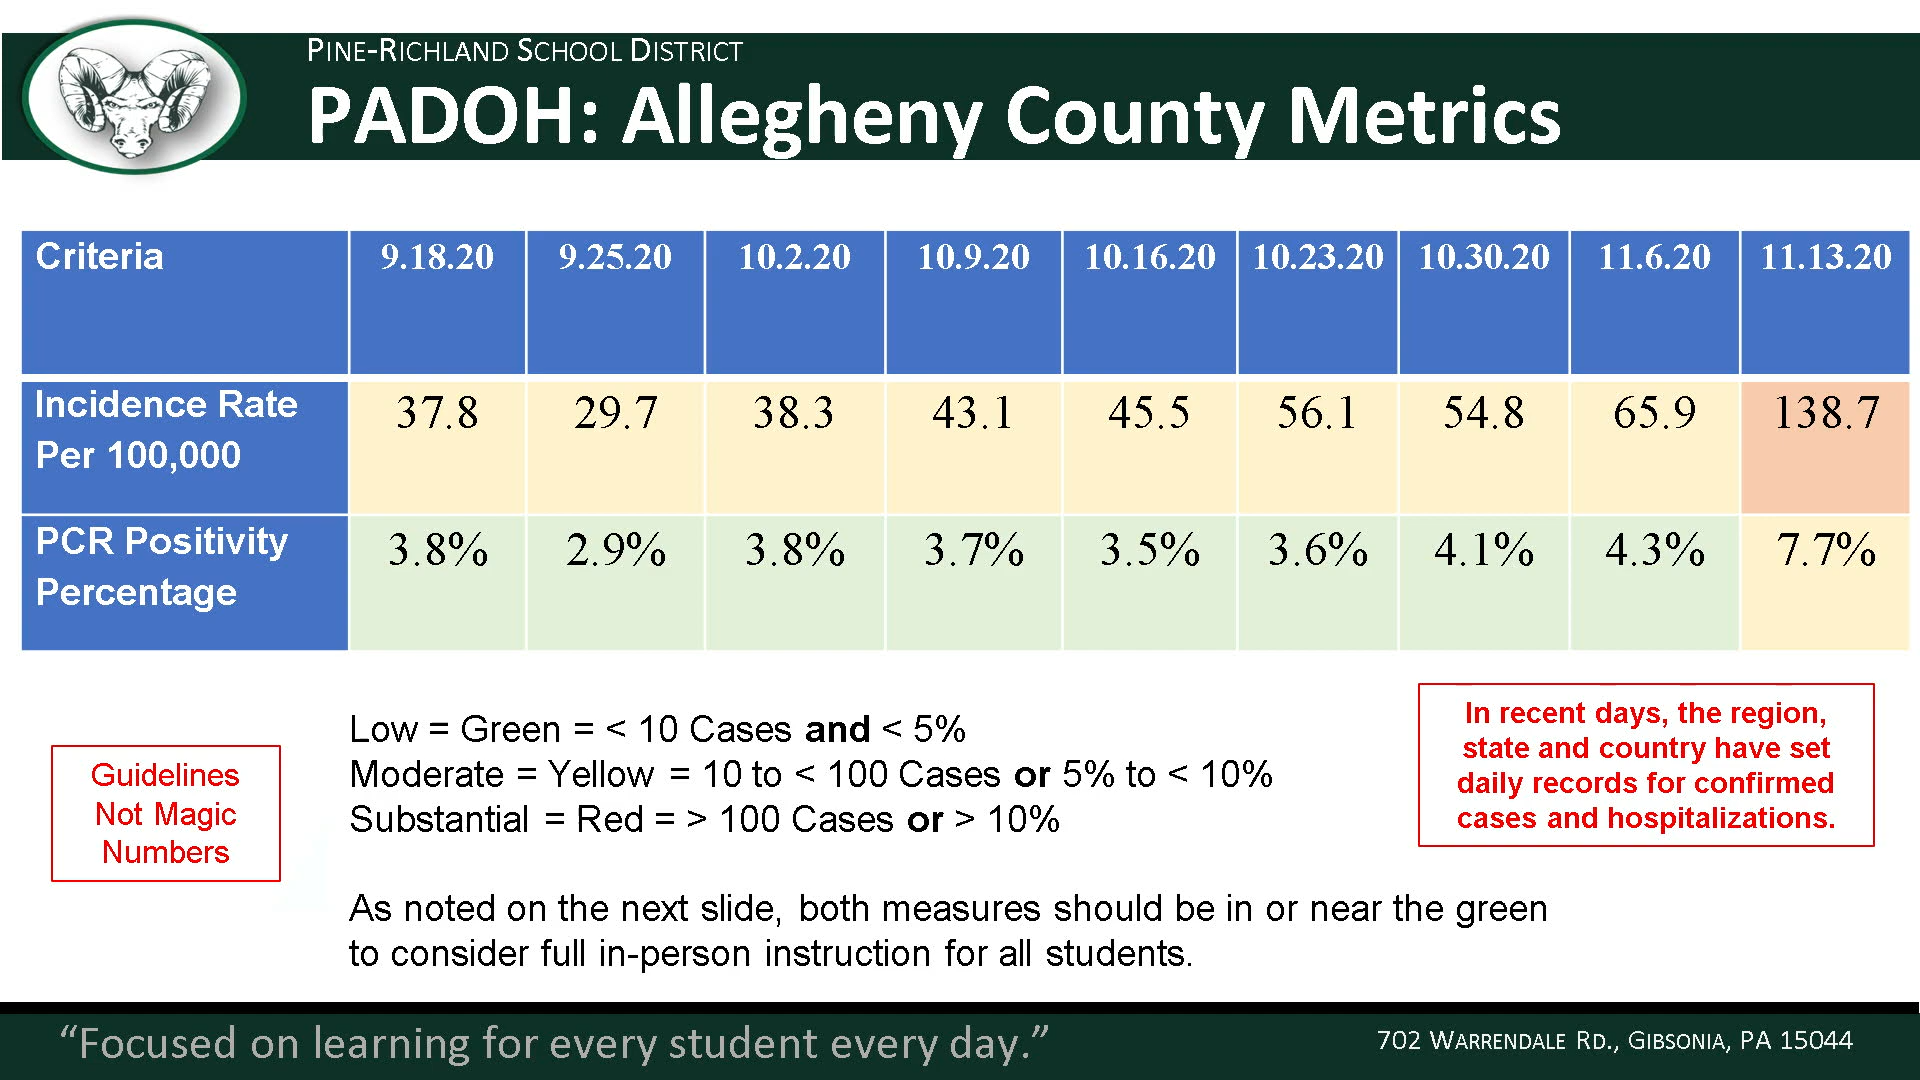 PINE-RICHLAND SCHOOL DISTRICT
PADOH: Allegheny County Metrics
Criteria 9.18.20 9.25.20 10.2.20 10.9.20 10.16.20 10.23.20 10.30.20 11.6.20 11.13.20
Incidence Rate
Per 100,000
37.8 29.7 38.3 43.1 45.5 56.1 54.8 65.9 138.7
PCR Positivity
Percentage
3.8% 2.9% 3.8% 3.7% 3.5% 3.6% 4.1% 4.3% 7.7%
Guidelines
Not Magic
Numbers
Low = Green = < 10 Cases and < 5%
Moderate = Yellow = 10 to < 100 Cases or 5% to < 10%
Substantial = Red = > 100 Cases or > 10%
In recent days, the region,
state and country have set
daily records for confirmed
cases and hospitalizations.
As noted on the next slide, both measures should be in or near the green
to consider full in-person instruction for all students.
“Focused on learning for every student every day.”
702 WARRENDALE RD., GIBSONIA, PA 15044